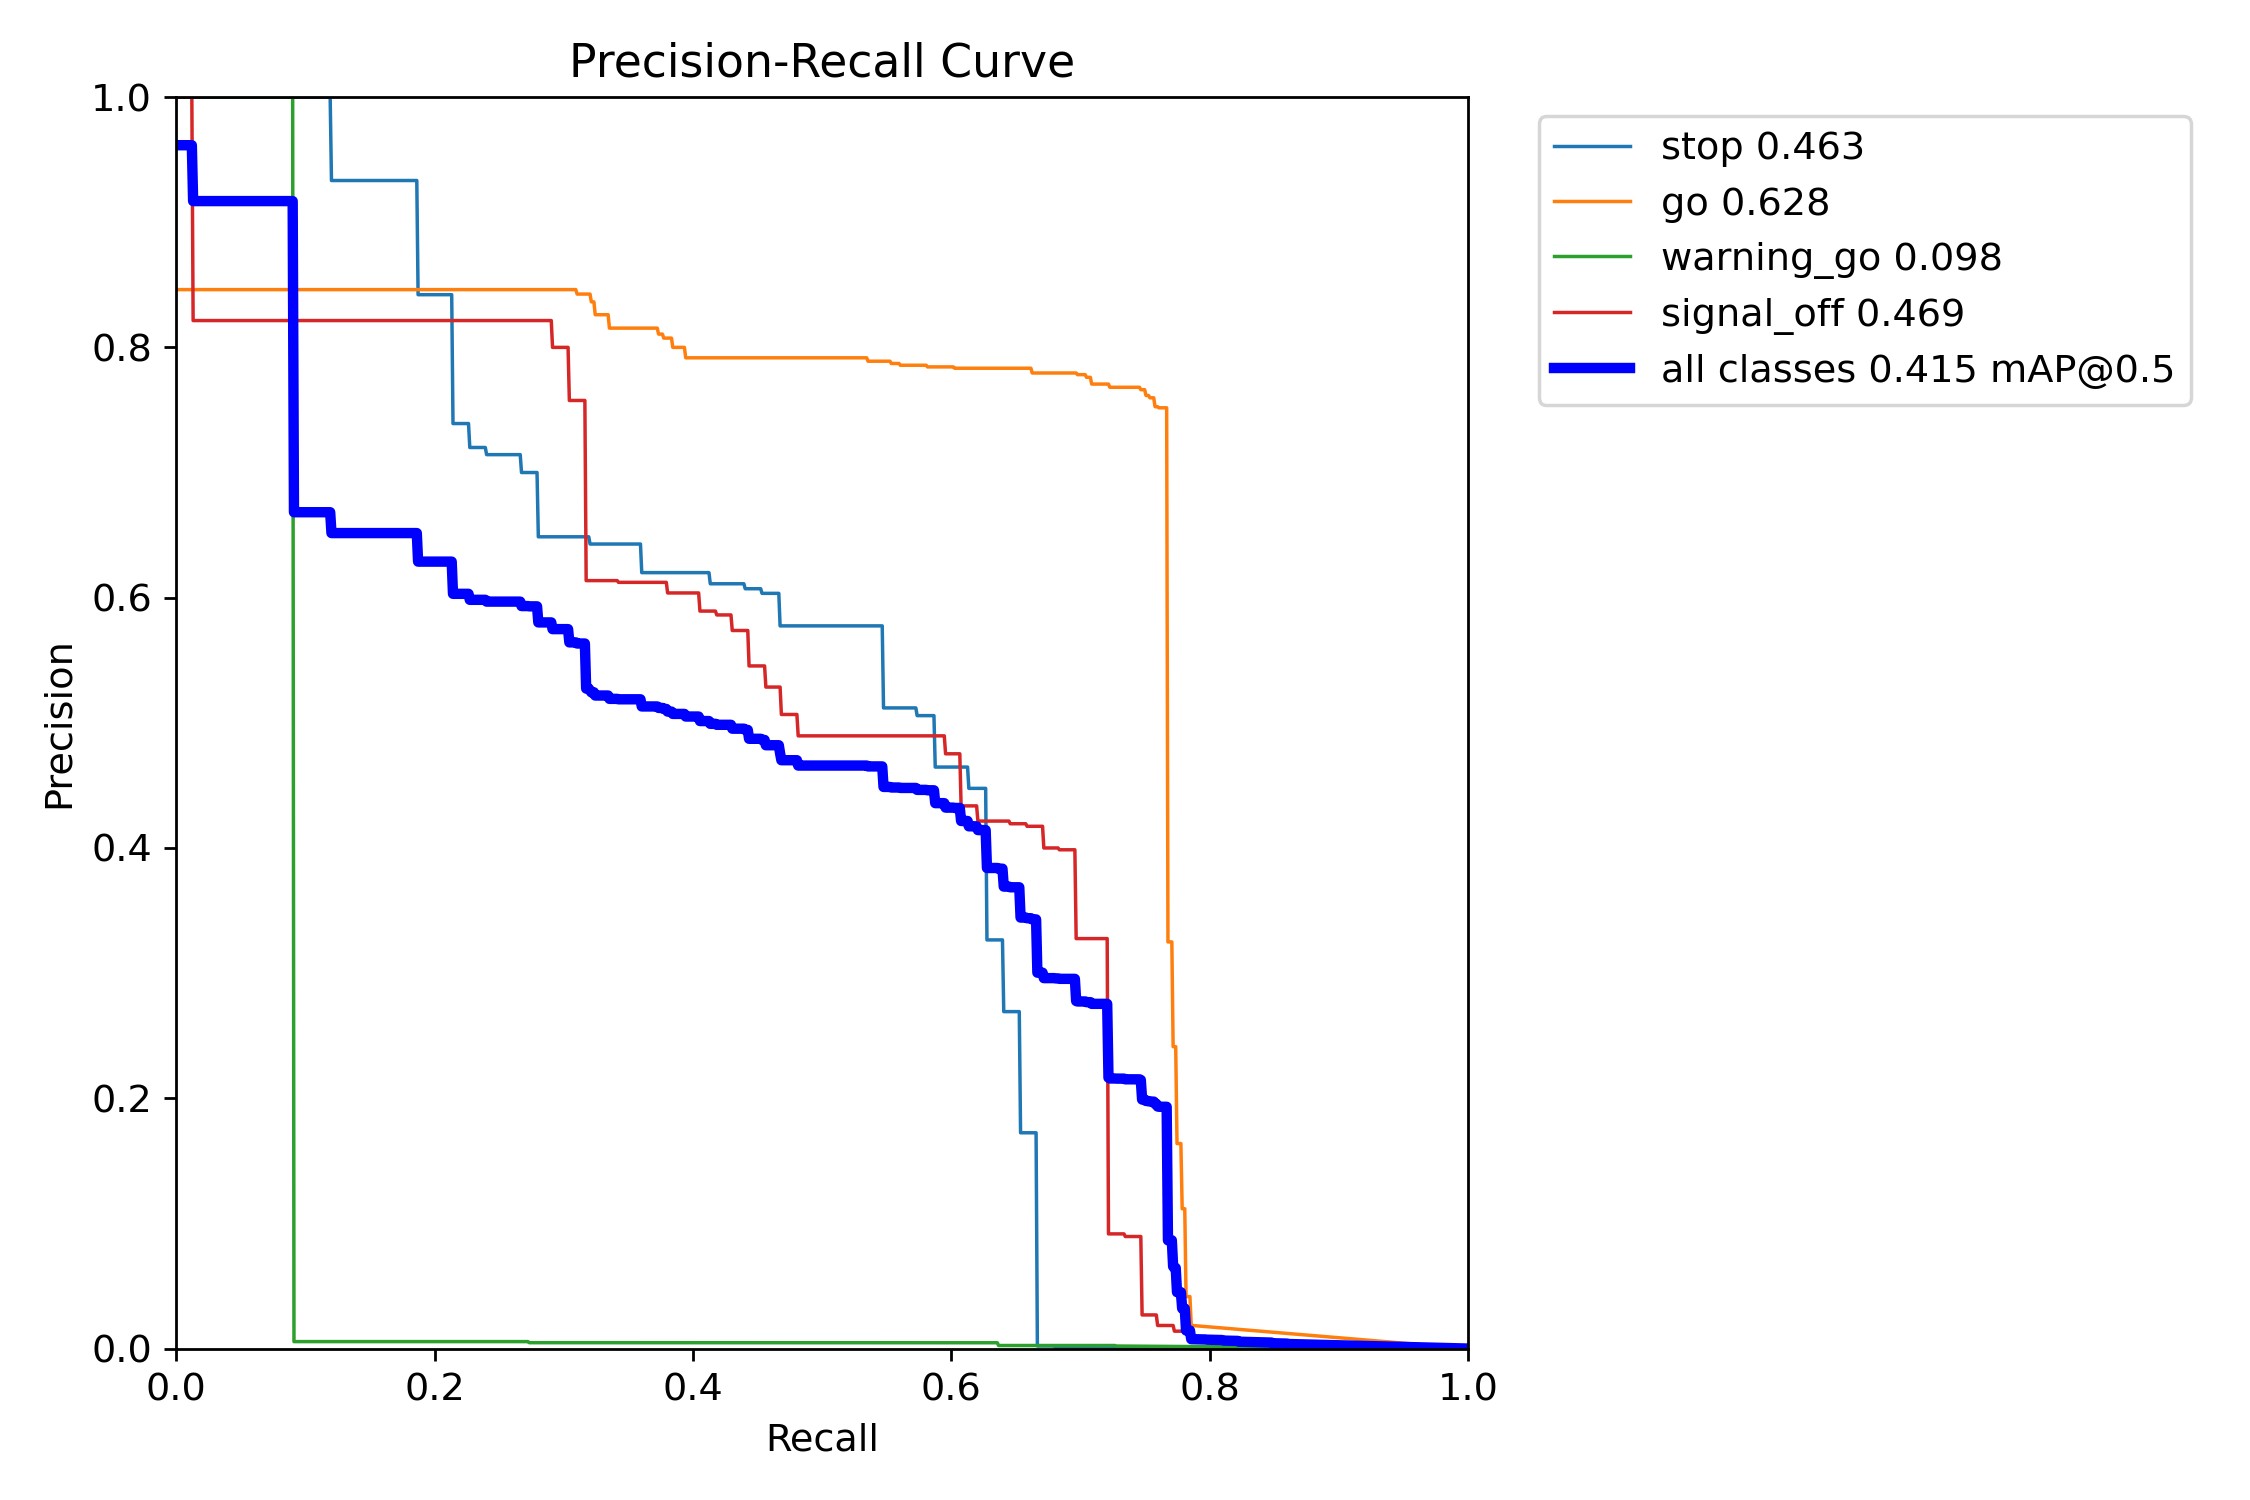 Precision-Recall Curve
1.0
0.8
0.6
0.4
0.2
0.0
Precision
0.0 0.2 0.4 0.6 0.8 1.0
Recall
stop 0.463
go 0.628
warning_go 0.098
signal_off 0.469
all classes 0.415 mAP@0.5